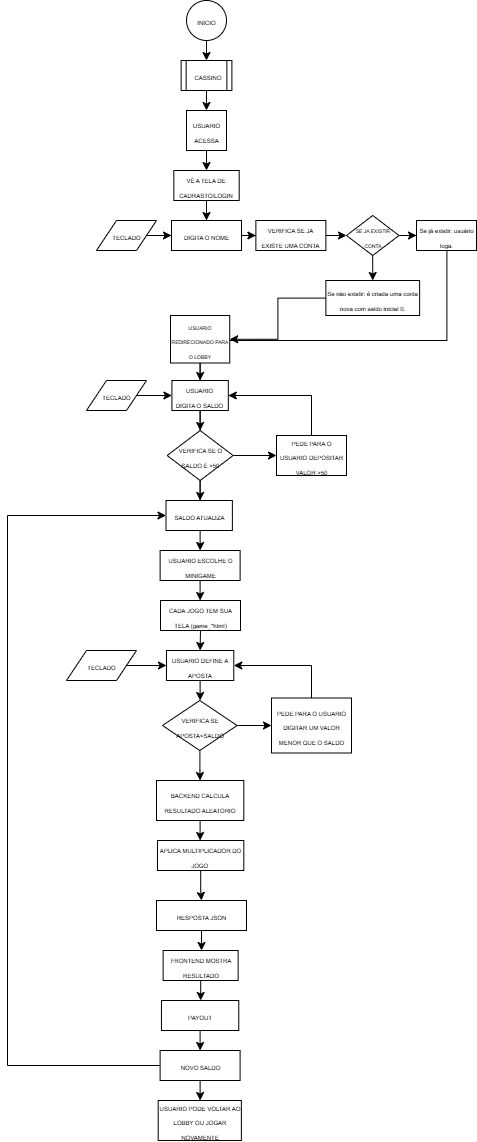 INICIO
CASSINO
USUARIO
ACESSA
VÊ A TELA DE
CADRASTO/LOGIN
TECLADO
DIGITA O NOME
VERIFICA SE JA
EXISTE UMA CONTA
SE JA EXISTIR
CONTA
Se já existir: usuário
loga.
Se não existir: é criada uma conta
nova com saldo inicial 0.
USUARIO
REDIRECIONADO PARA
O LOBBY
TECLADO
USUARIO
DIGITA O SALDO
VERIFICA SE O
SALDO É >50
PEDE PARA O
USUARIO DEPOSITAR
VALOR >50
SALDO ATUALIZA
USUARIO ESCOLHE O
MINIGAME
CADA JOGO TEM SUA
TELA (game_*html)
TECLADO
USUARIO DEFINE A
APOSTA
VERIFICA SE
APOSTA<SALDO
PEDE PARA O USUARIO
DIGITAR UM VALOR
MENOR QUE O SALDO
BACKEND CALCULA
RESULTADO ALEATORIO
APLICA MULTIPLICADOR DO
JOGO
RESPOSTA JSON
FRONTEND MOSTRA
RESULTADO
PAYOUT
NOVO SALDO
USUARIO PODE VOLTAR AO
LOBBY OU JOGAR
NOVAMENTE